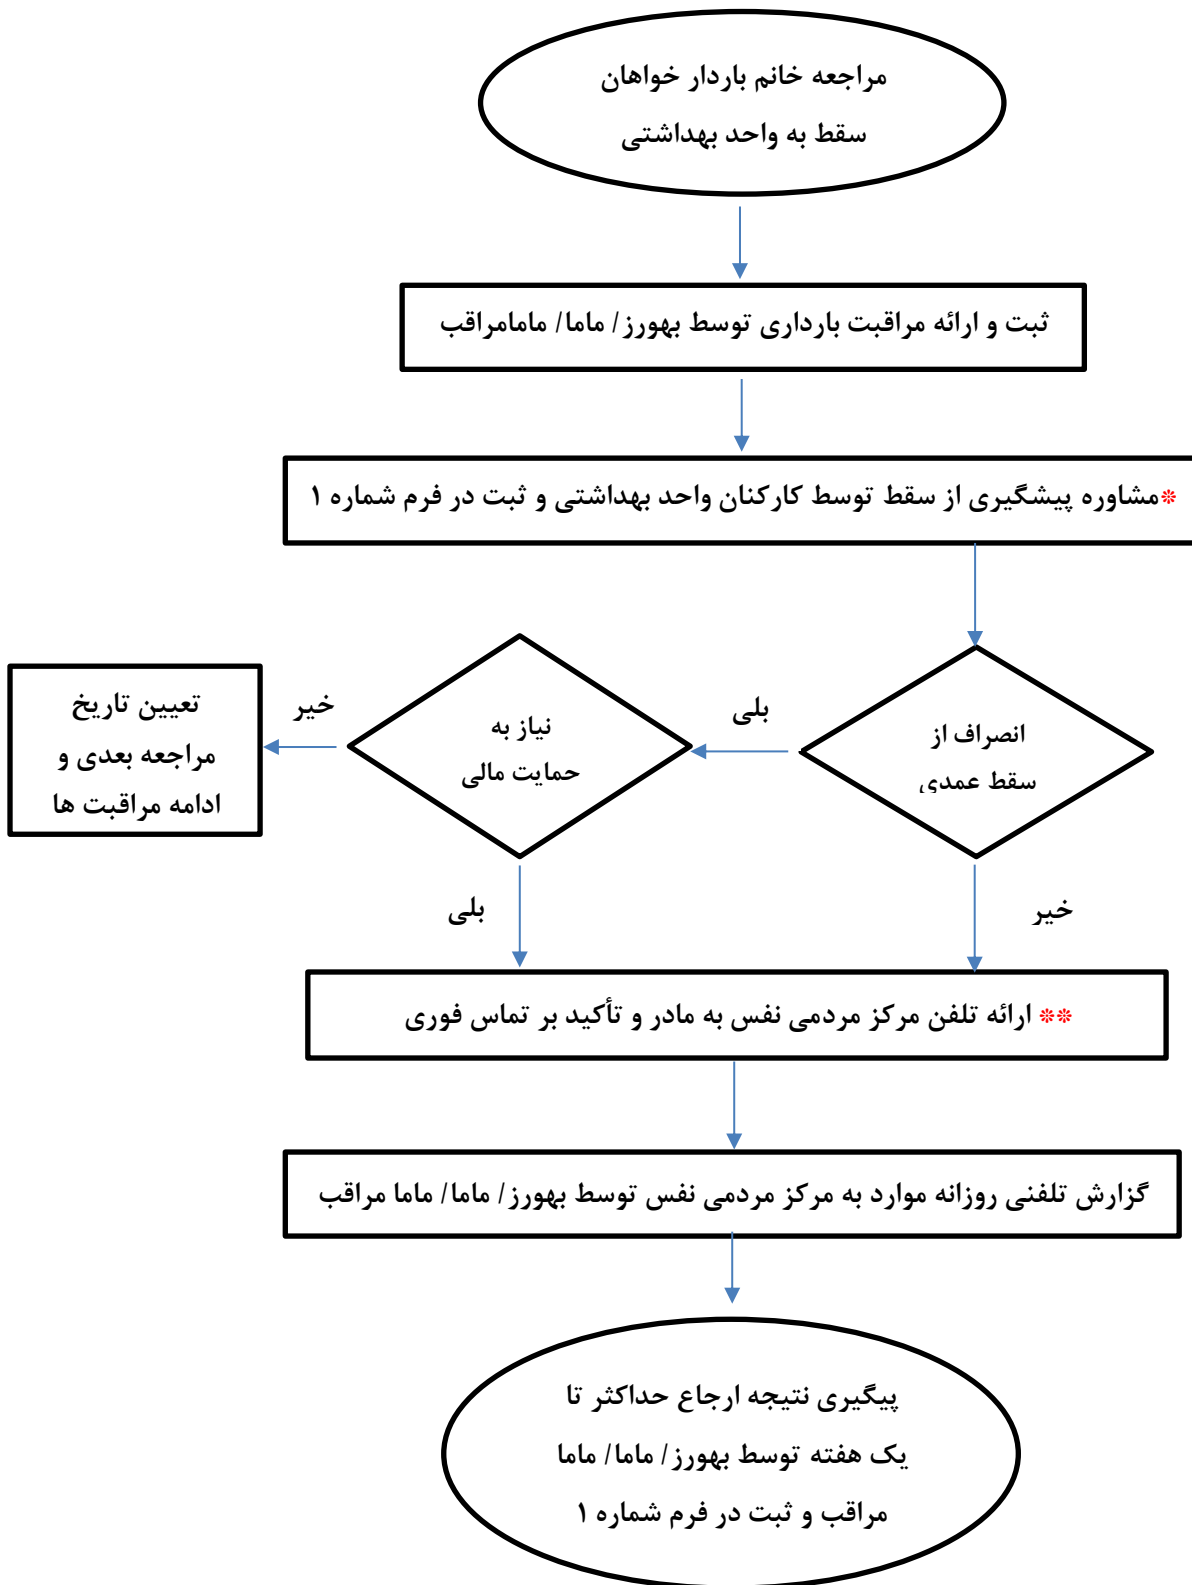 مراجعه خانم باردار خواهان
سقط به واحد بهداشتی
ثبت و ارائه مراقبت بارداری توسط بهورز/ ماما/ مامامراقب
*مشاوره پیشگیری از سقط توسط کارکنان واحد بهداشتی و ثبت در فرم شماره ۱
انصراف از
سقط عمدی
بلی
نیاز به
حمایت مالی
خیر
تعیین تاریخ
مراجعه بعدی و
ادامه مراقبت ها
خیر
بلی
** ارائه تلفن مرکز مردمی نفس به مادر و تأکید بر تماس فوری
گزارش تلفنی روزانه موارد به مرکز مردمی نفس توسط بهورز/ ماما/ ماما مراقب
پیگیری نتیجه ارجاع حداکثر تا
یک هفته توسط بهورز/ ماما/ ماما
مراقب و ثبت در فرم شماره ۱